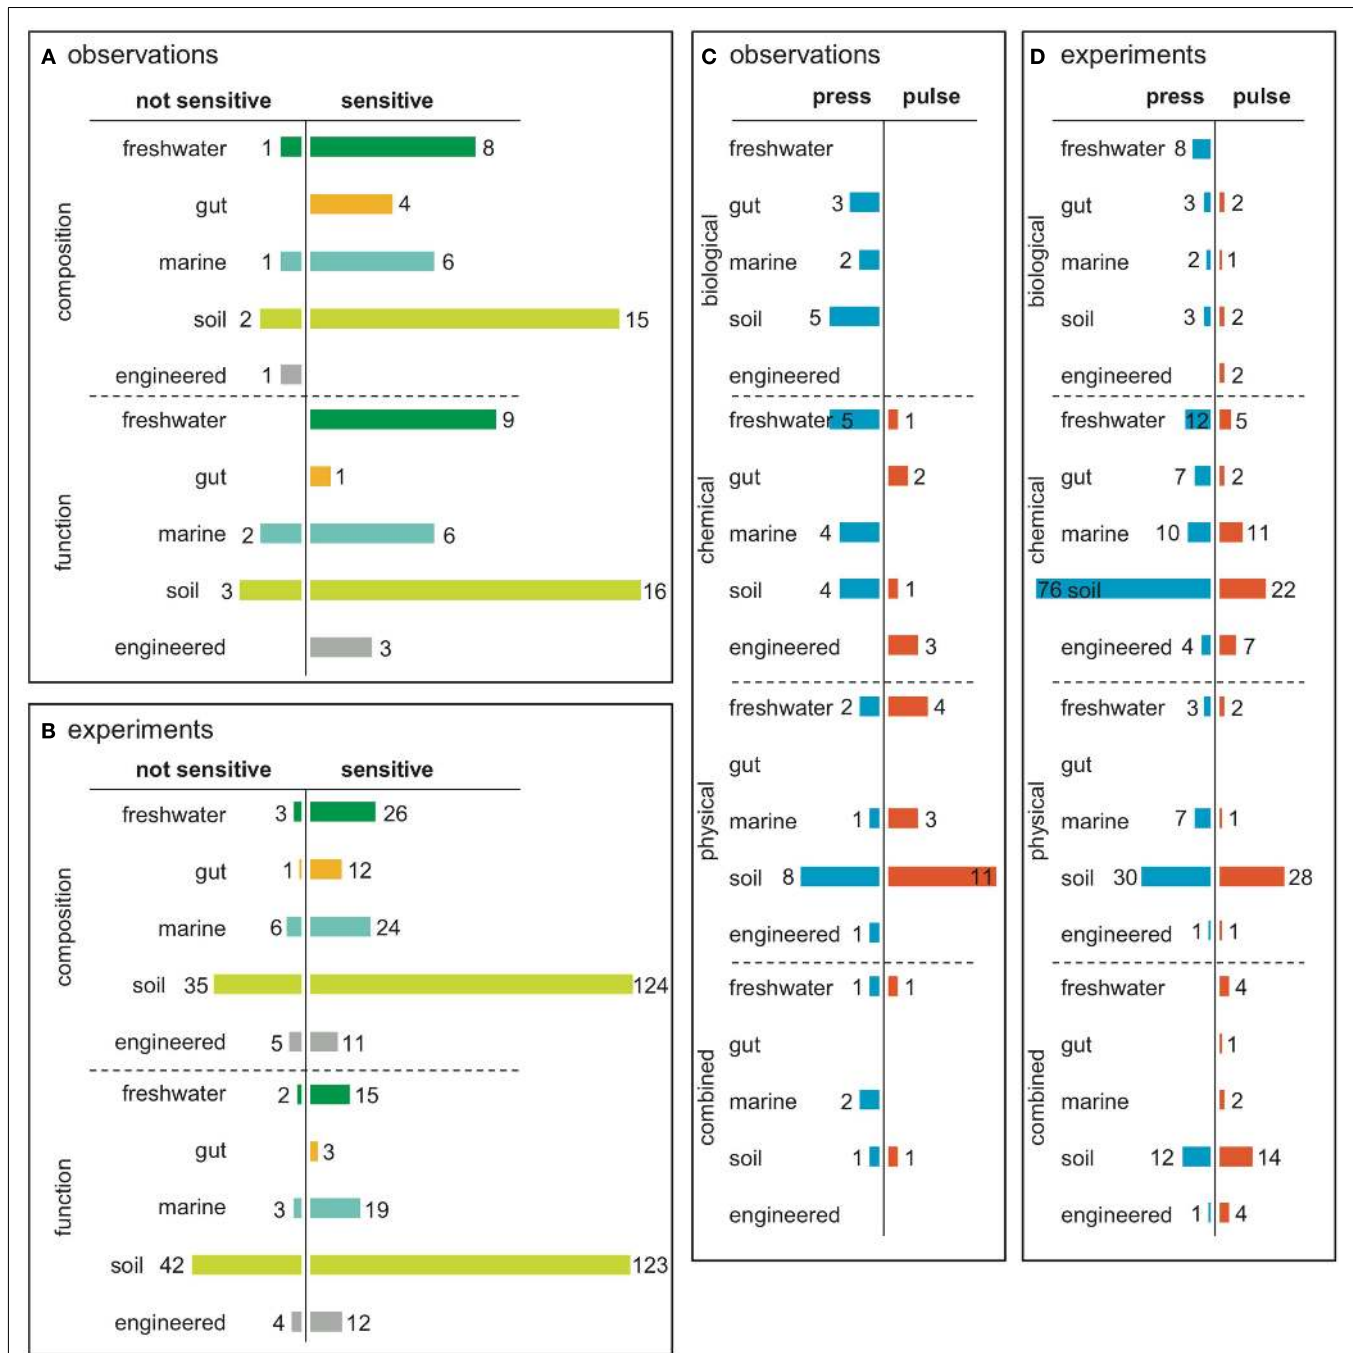 A observations
not sensitive sensitive
composition
freshwater 1 8
gut 4
marine 1 6
soil 2 15
engineered 1
function
freshwater 9
gut 1
marine 2 6
soil 3 16
engineered 3
B experiments
not sensitive sensitive
composition
freshwater 3 26
gut 1 12
marine 6 24
soil 35 124
engineered 5 11
function
freshwater 2 15
gut 3
marine 3 19
soil 42 123
engineered 4 12
C observations
press pulse
biological
freshwater
gut 3
marine 2
soil 5
engineered
chemical
freshwater 5 1
gut 2
marine 4
soil 4 1
engineered 3
physical
freshwater 2 4
gut
marine 1 3
soil 8 11
engineered 1
combined
freshwater 1 1
gut
marine 2
soil 1 1
engineered
D experiments
press pulse
biological
freshwater 8
gut 3 2
marine 2 1
soil 3 2
engineered 2
chemical
freshwater 12 5
gut 7 2
marine 10 11
76 soil 22
engineered 4 7
physical
freshwater 3 2
gut
marine 7 1
soil 30 28
engineered 1 1
combined
freshwater 4
gut 1
marine 2
soil 12 14
engineered 1 4